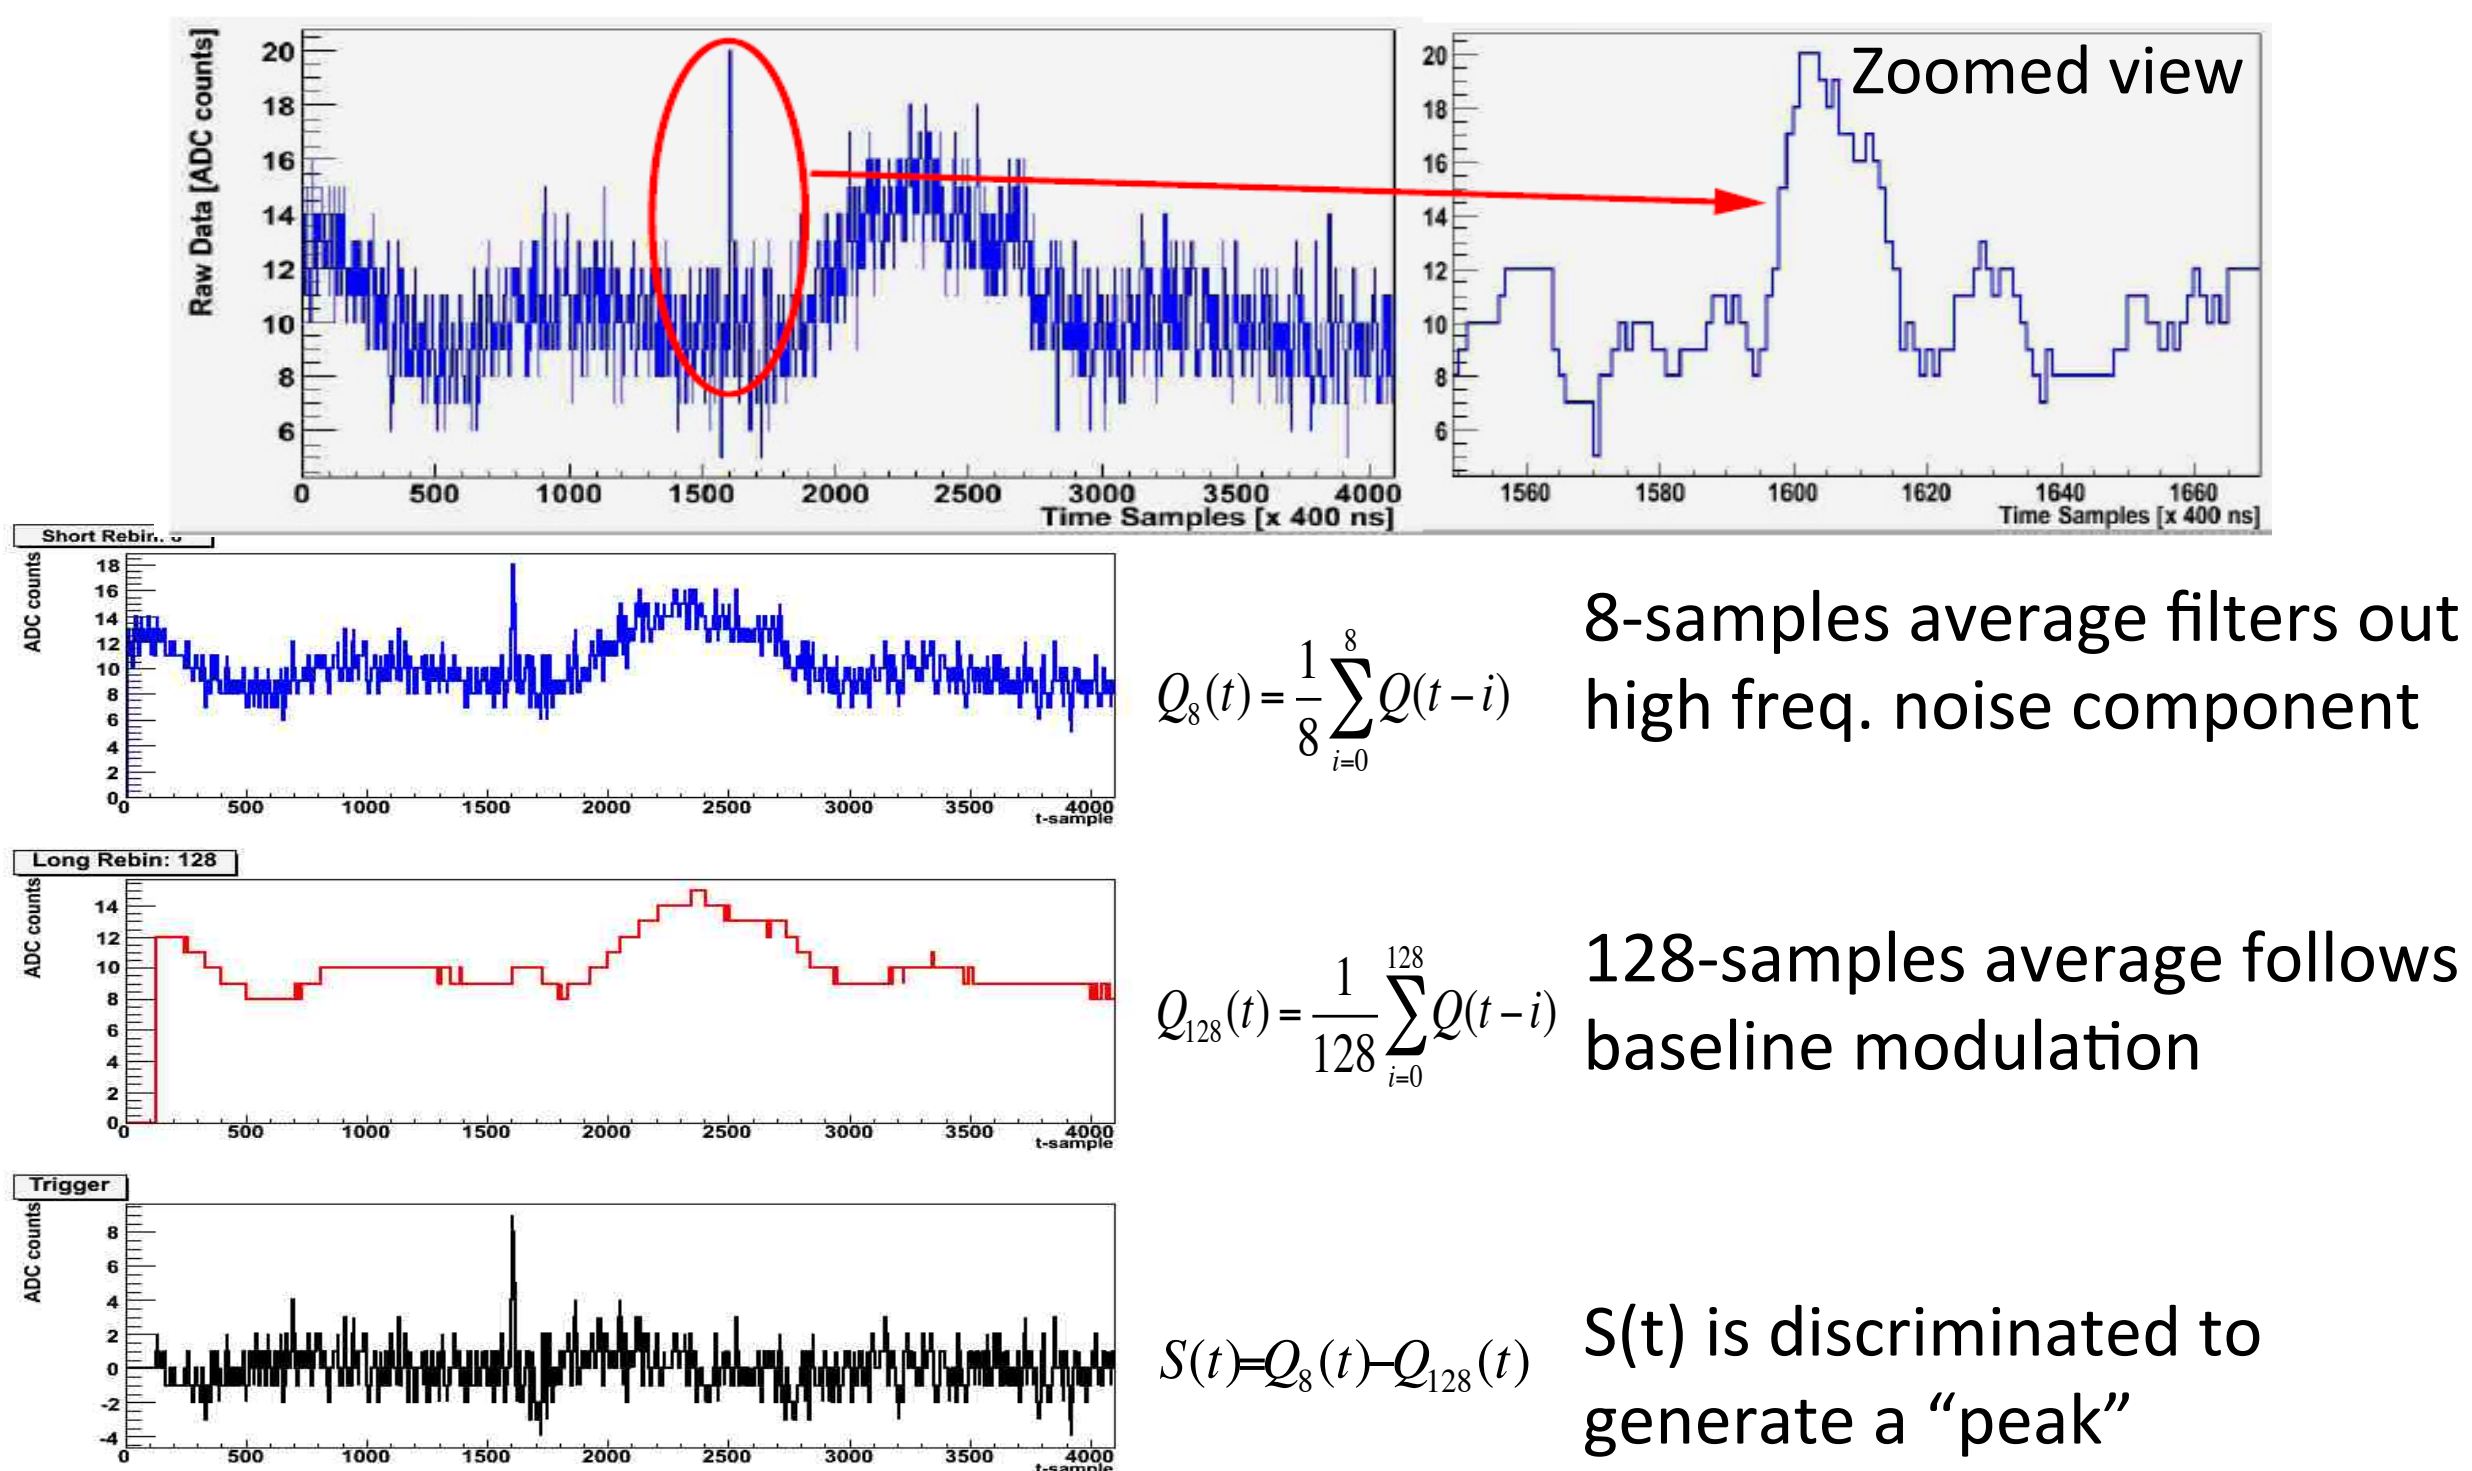 Raw Data [ADC counts]
20
18
16
14
12
10
8
6
0 500 1000 1500 2000 2500 3000 3500 4000
Time Samples [x 400 ns]
Zoomed view
20
18
16
14
12
10
8
6
1560 1580 1600 1620 1640 1660
Time Samples [x 400 ns]
Short Rebin:
ADC counts
18
16
14
12
10
8
6
4
2
0
0 500 1000 1500 2000 2500 3000 3500 4000
t-sample
Q₈(t) = 1/8 ∑ᵢ₌₀⁸ Q(t − i)
8-samples average filters out
high freq. noise component
Long Rebin: 128
ADC counts
14
12
10
8
6
4
2
0
0 500 1000 1500 2000 2500 3000 3500 4000
t-sample
Q₁₂₈(t) = 1/128 ∑ᵢ₌₀¹²⁸ Q(t − i)
128-samples average follows
baseline modulation
Trigger
ADC counts
8
6
4
2
0
-2
-4
0 500 1000 1500 2000 2500 3000 3500 4000
t-sample
S(t)=Q₈(t)−Q₁₂₈(t)
S(t) is discriminated to
generate a “peak”